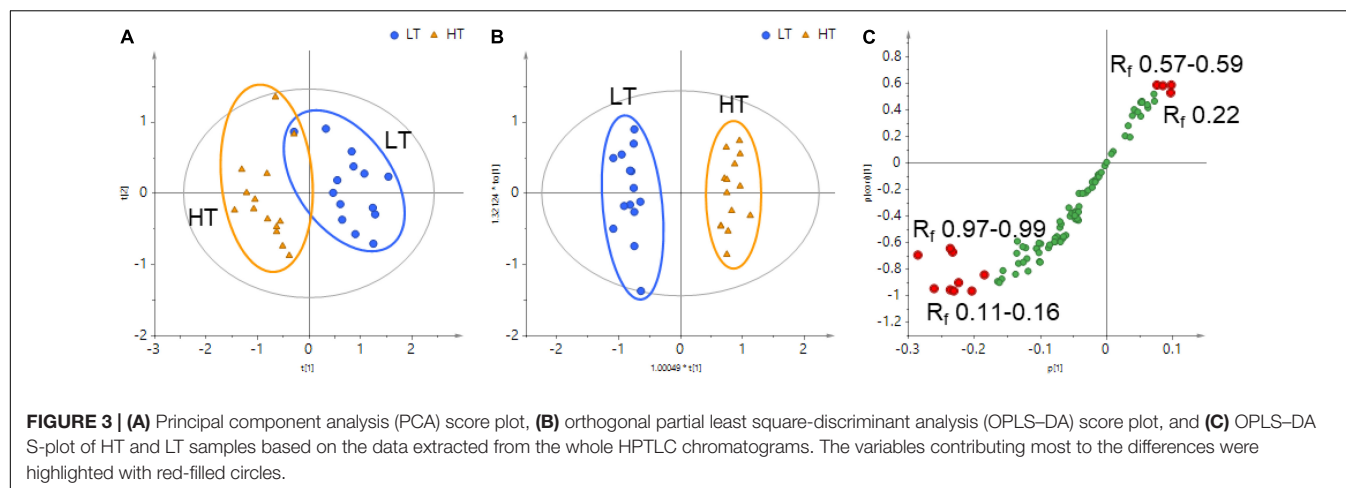 A
LT HT
B
LT HT
C
1
0
-1
-2
t[2]
-3 -2 -1 0 1 2 3
t[1]
LT
HT
2
1
0
-1
-2
1.32124 * to[1]
-2 -1 0 1 2
1.00049 * t[1]
LT
HT
0.8
0.6
0.4
0.2
0
-0.2
-0.4
-0.6
-0.8
-1
-1.2
p(corr)[1]
-0.3 -0.2 -0.1 0 0.1
p[1]
Rf 0.57-0.59
Rf 0.22
Rf 0.97-0.99
Rf 0.11-0.16
FIGURE 3 | (A) Principal component analysis (PCA) score plot, (B) orthogonal partial least square-discriminant analysis (OPLS–DA) score plot, and (C) OPLS–DA
S-plot of HT and LT samples based on the data extracted from the whole HPTLC chromatograms. The variables contributing most to the differences were
highlighted with red-filled circles.